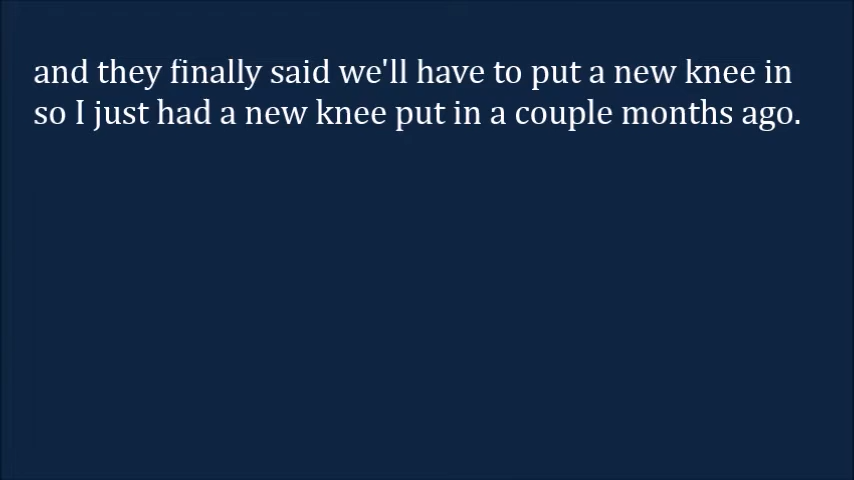 and they finally said we'll have to put a new knee in
so I just had a new knee put in a couple months ago.